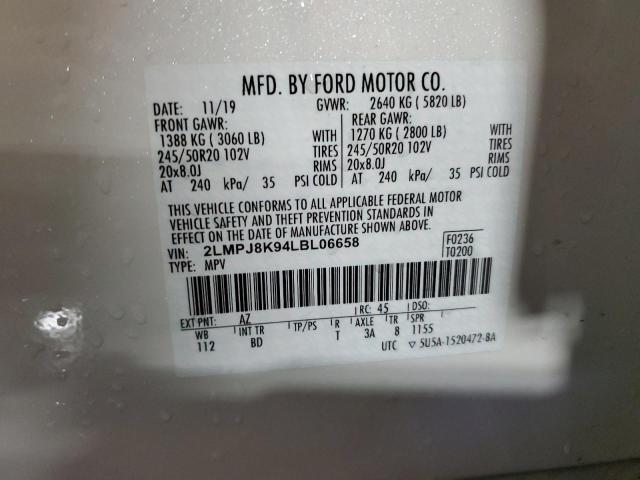 MFD. BY FORD MOTOR CO.
DATE: 11/19 GVWR: 2640 KG ( 5820 LB)
FRONT GAWR: REAR GAWR:
1388 KG ( 3060 LB) WITH 1270 KG ( 2800 LB) WITH
245/50R20 102V TIRES 245/50R20 102V TIRES
20x8.0J RIMS 20x8.0J RIMS
AT 240 kPa/ 35 PSI COLD AT 240 kPa/ 35 PSI COLD
THIS VEHICLE CONFORMS TO ALL APPLICABLE FEDERAL MOTOR
VEHICLE SAFETY AND THEFT PREVENTION STANDARDS IN
EFFECT ON THE DATE OF MANUFACTURE SHOWN ABOVE.
VIN: 2LMPJ8K94LBL06658 F0236
TYPE: MPV T0200
EXT PNT: AZ RC: 45 DSO:
WB INT TR TP/PS R AXLE TR SPR
112 BD T 3A 8 1155
UTC ▽ 5U5A-1520472-BA